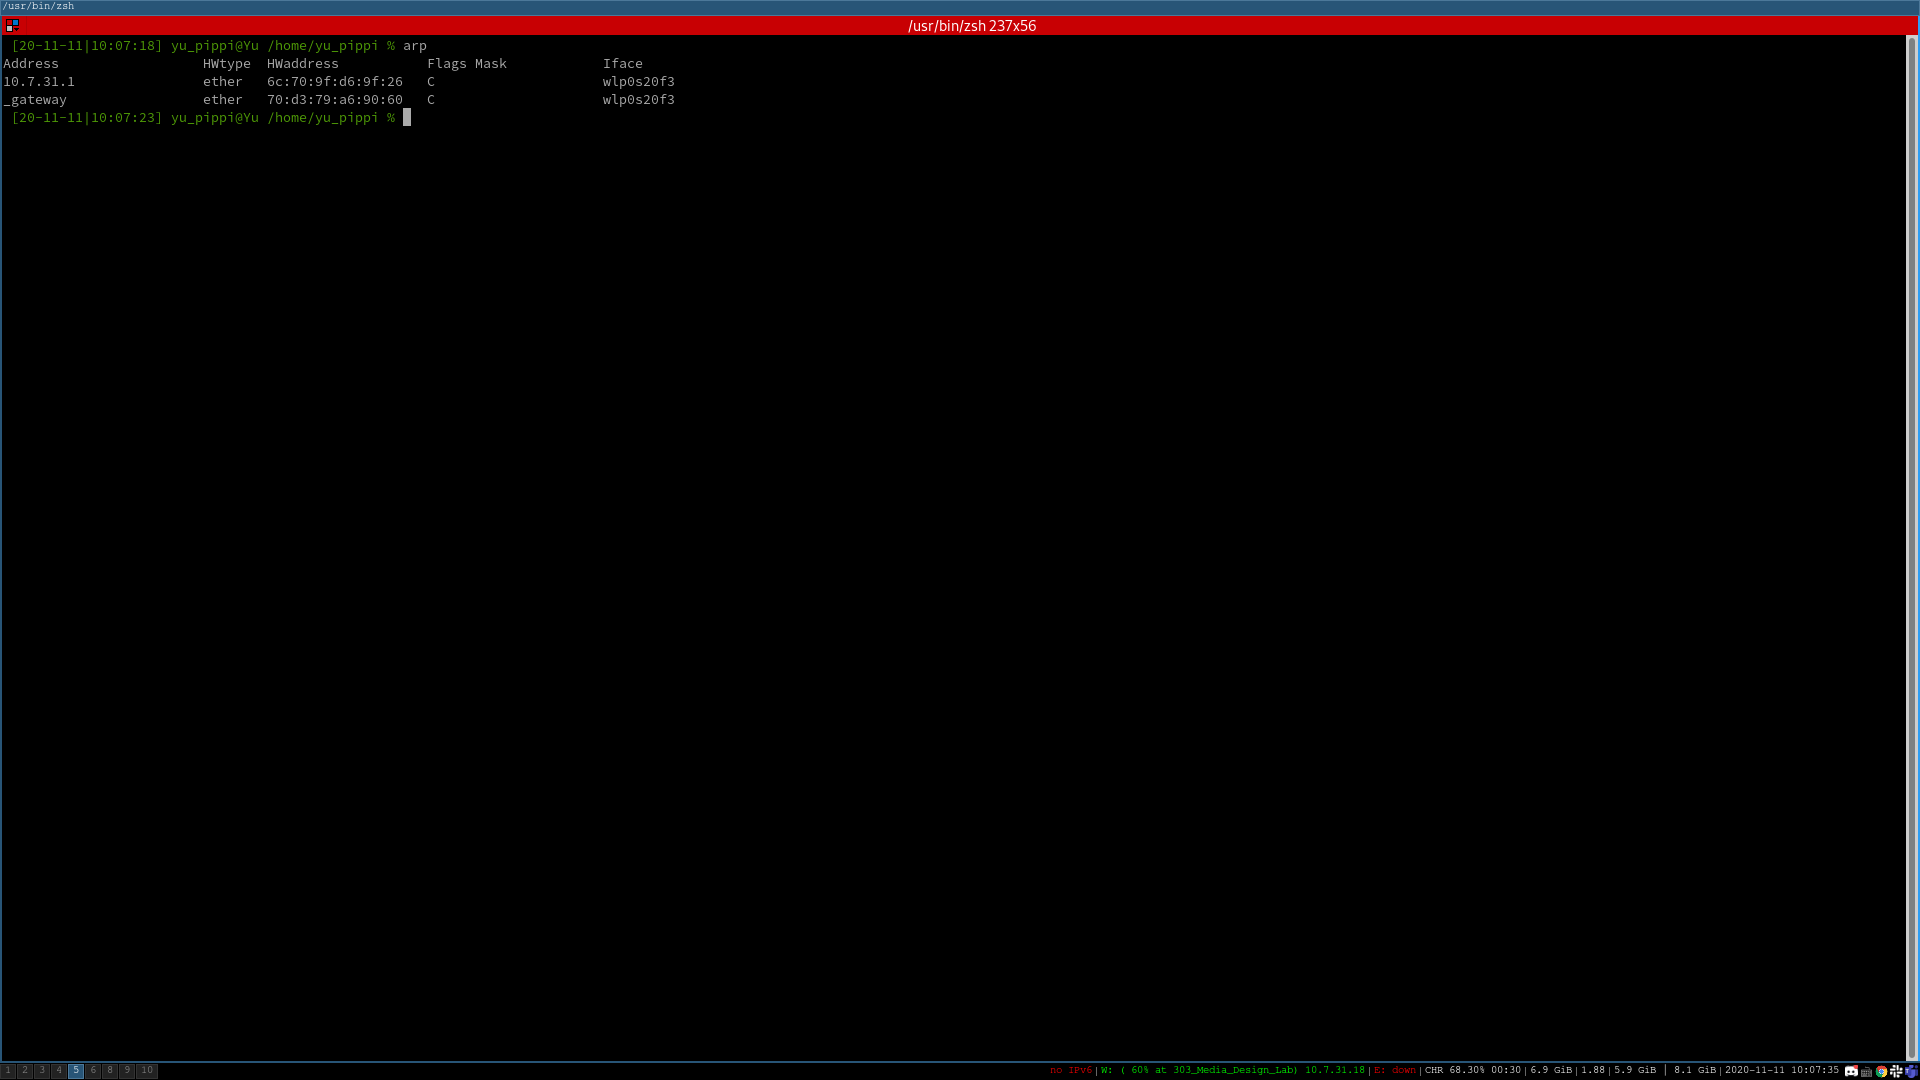 /usr/bin/zsh
/usr/bin/zsh 237x56
[20-11-11|10:07:18] yu_pippi@Yu /home/yu_pippi % arp
Address HWtype HWaddress Flags Mask Iface
10.7.31.1 ether 6c:70:9f:d6:9f:26 C wlp0s20f3
_gateway ether 70:d3:79:a6:90:60 C wlp0s20f3
[20-11-11|10:07:23] yu_pippi@Yu /home/yu_pippi %
1 2 3 4 5 6 8 9 10 no IPv6|W: ( 60% at 303_Media_Design_Lab) 10.7.31.18|E: down|CHR 68.30% 00:30|6.9 GiB|1.88|5.9 GiB | 8.1 GiB|2020-11-11 10:07:35